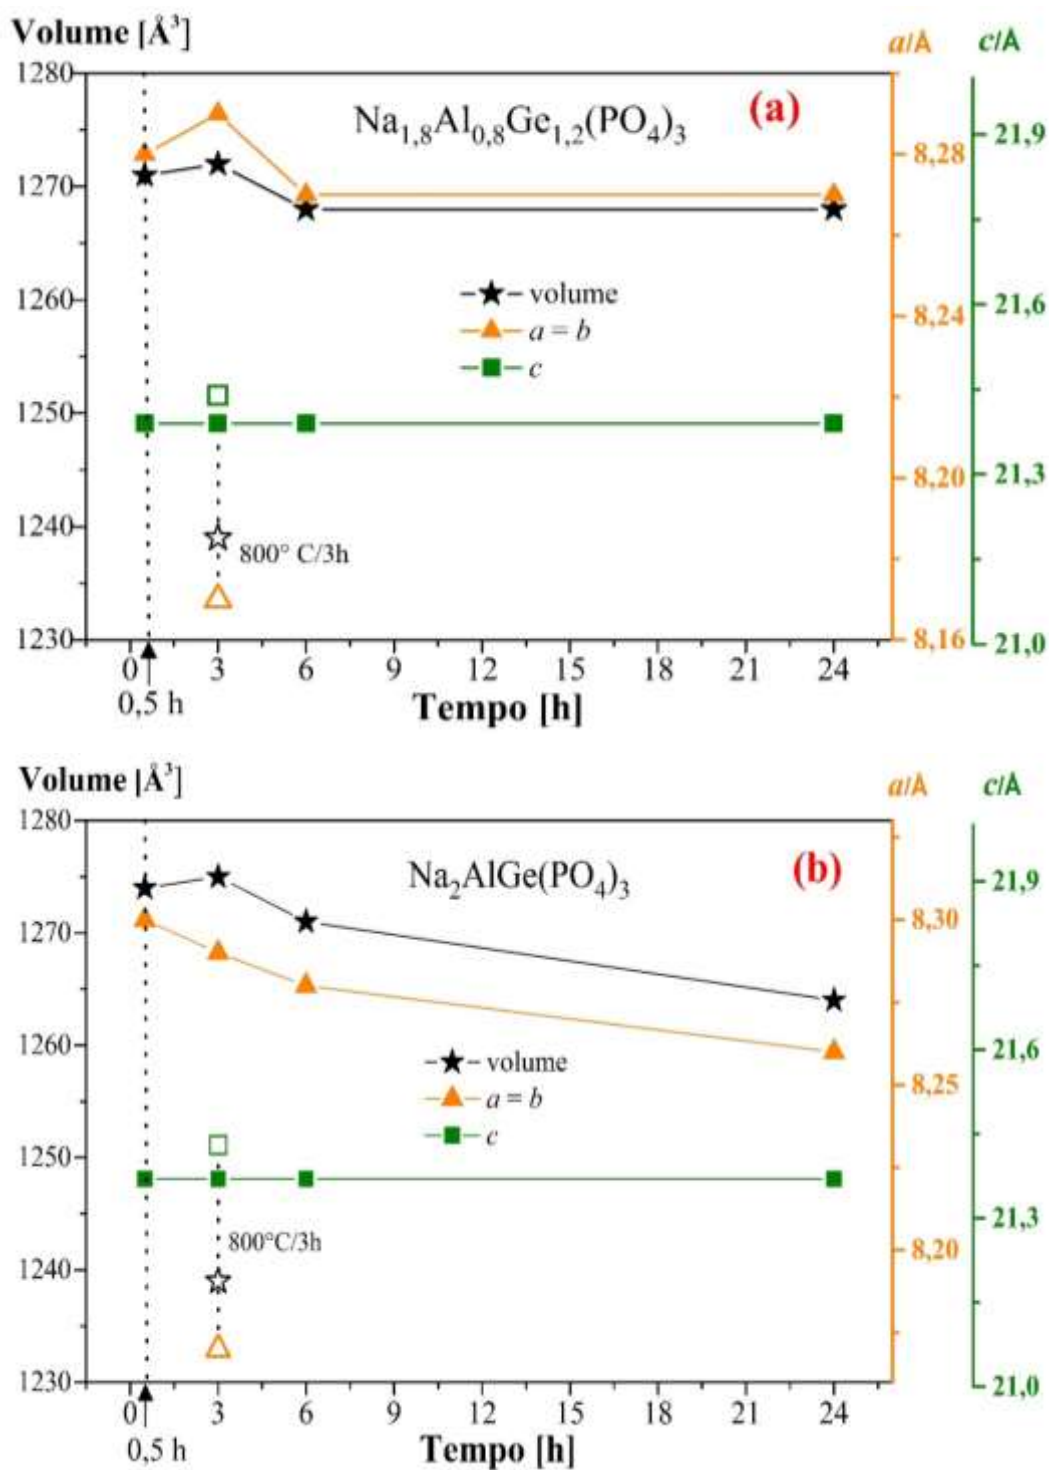 Volume [Å³] a/Å c/Å
1280
Na1,8Al0,8Ge1,2(PO4)3 (a)
21,9
8,28
1270
21,6
volume
1260
8,24
a = b
c
1250
21,3
8,20
1240
800° C/3h
1230 8,16 21,0
0 3 6 9 12 15 18 21 24
0,5 h Tempo [h]
Volume [Å³] a/Å c/Å
1280
Na2AlGe(PO4)3 (b)
21,9
8,30
1270
21,6
1260
volume
8,25
a = b
c
1250
21,3
800°C/3h
8,20
1240
1230 21,0
0 3 6 9 12 15 18 21 24
0,5 h Tempo [h]